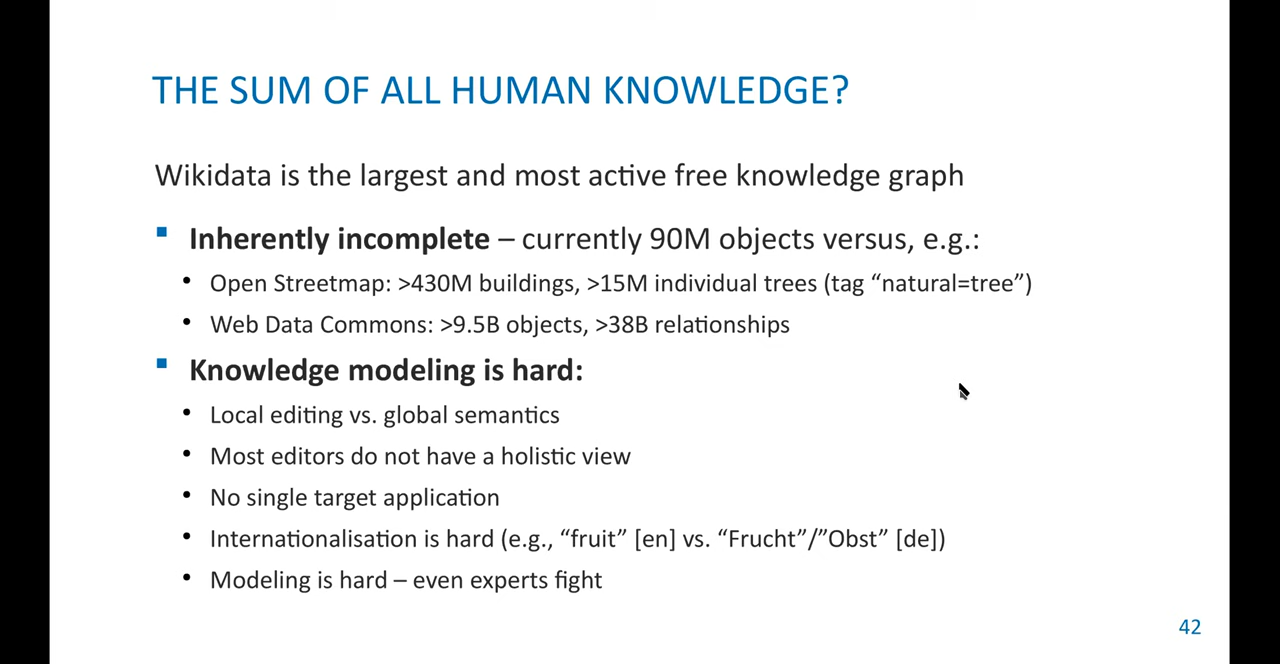 THE SUM OF ALL HUMAN KNOWLEDGE?
Wikidata is the largest and most active free knowledge graph
Inherently incomplete – currently 90M objects versus, e.g.:
Open Streetmap: >430M buildings, >15M individual trees (tag “natural=tree”)
Web Data Commons: >9.5B objects, >38B relationships
Knowledge modeling is hard:
Local editing vs. global semantics
Most editors do not have a holistic view
No single target application
Internationalisation is hard (e.g., “fruit” [en] vs. “Frucht”/”Obst” [de])
Modeling is hard – even experts fight
42